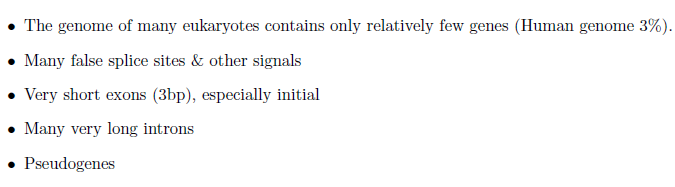 • The genome of many eukaryotes contains only relatively few genes (Human genome 3%).
• Many false splice sites & other signals
• Very short exons (3bp), especially initial
• Many very long introns
• Pseudogenes